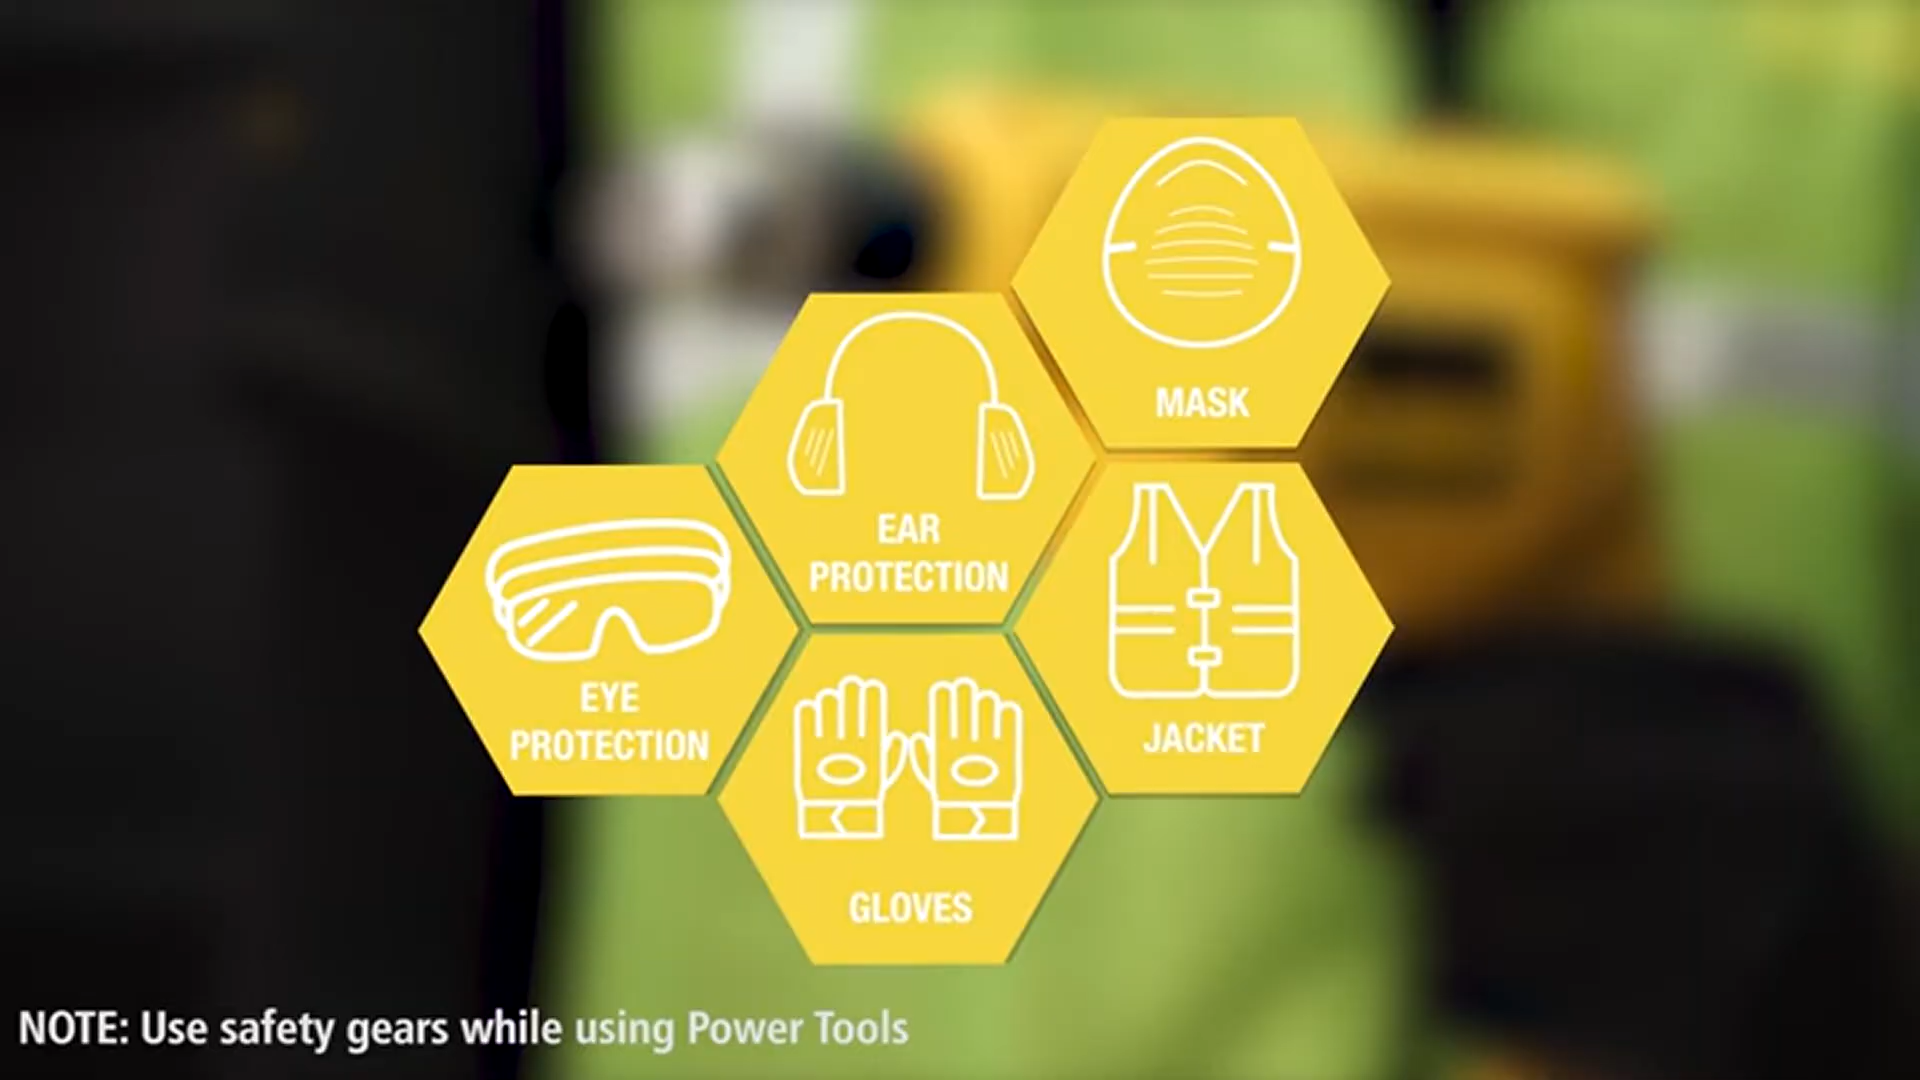 MASK
EAR
PROTECTION
EYE
PROTECTION
JACKET
GLOVES
NOTE: Use safety gears while using Power Tools